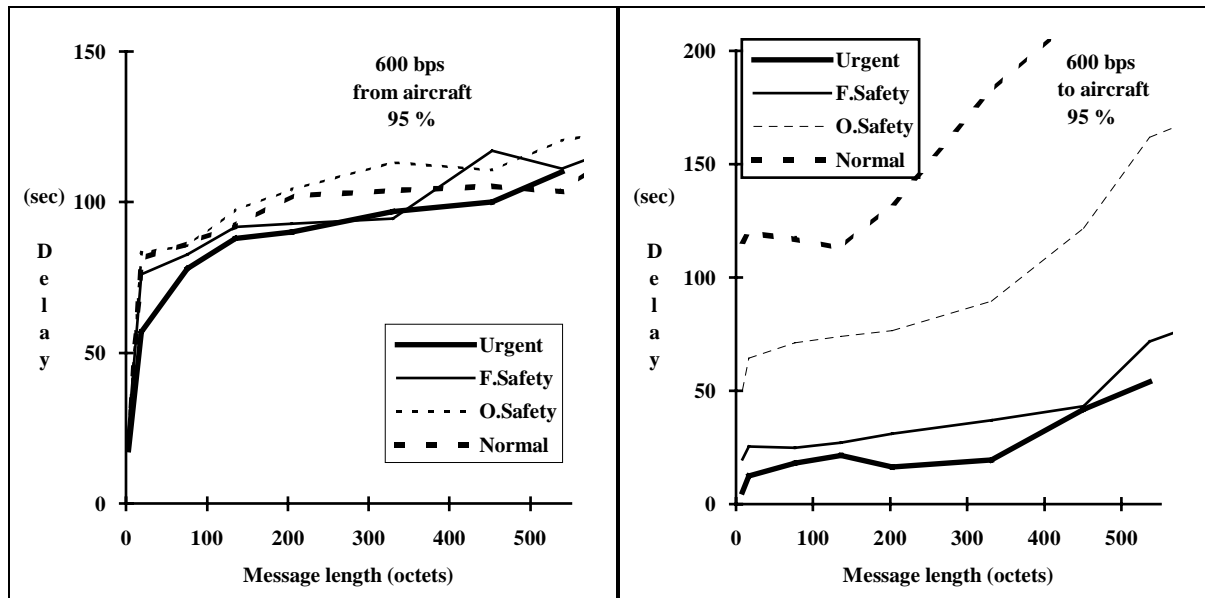 150
100
50
0
(sec)
D
e
l
a
y
600 bps
from aircraft
95 %
Urgent
F.Safety
O.Safety
Normal
0 100 200 300 400 500
Message length (octets)
200
150
100
50
0
(sec)
D
e
l
a
y
Urgent
F.Safety
O.Safety
Normal
600 bps
to aircraft
95 %
0 100 200 300 400 500
Message length (octets)